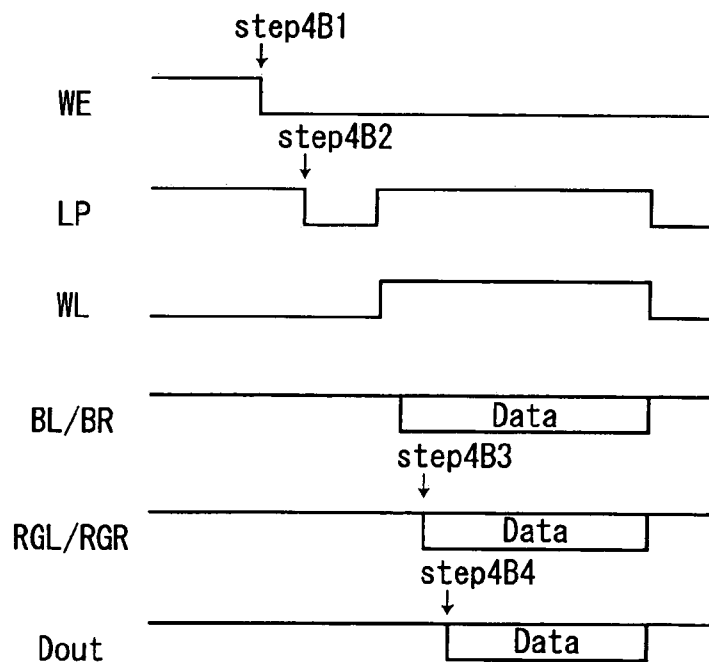 step4B1
WE
step4B2
LP
WL
BL/BR
Data
step4B3
RGL/RGR
Data
step4B4
Dout
Data